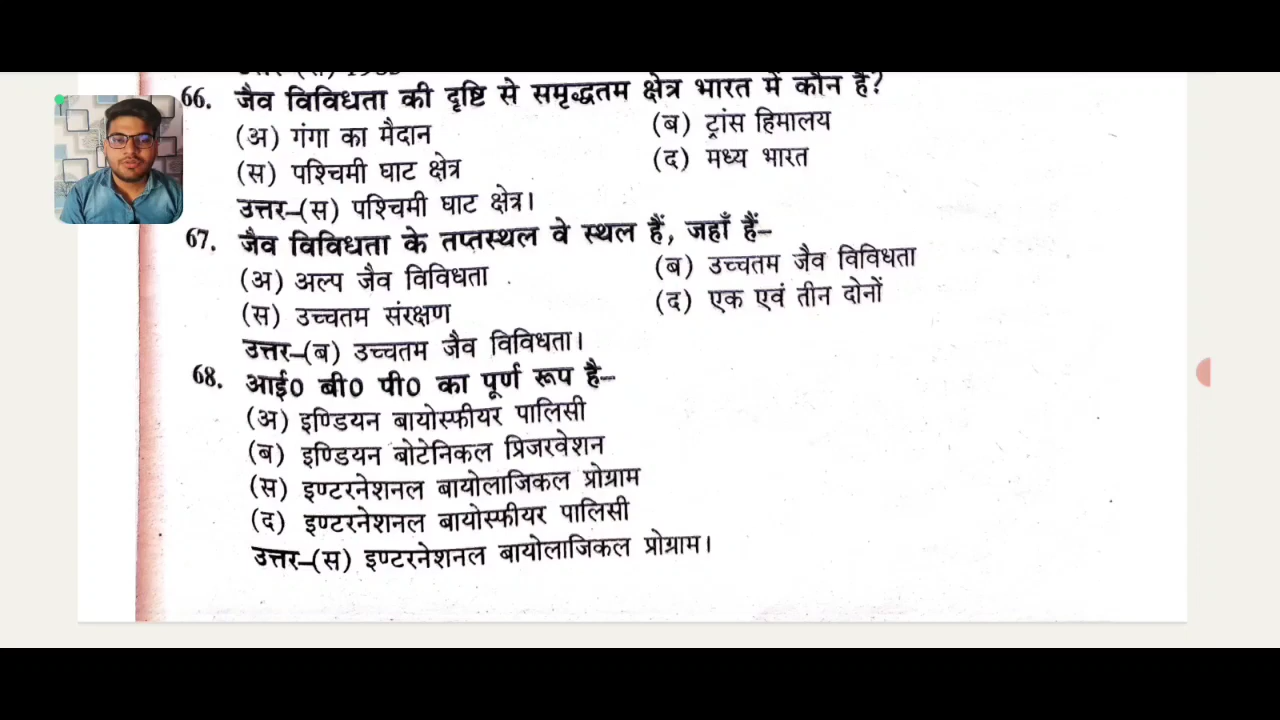 66. जैव विविधता की दृष्टि से समृद्धतम क्षेत्र भारत में कौन है?
(अ) गंगा का मैदान (ब) ट्रांस हिमालय
(स) पश्चिमी घाट क्षेत्र (द) मध्य भारत
उत्तर–(स) पश्चिमी घाट क्षेत्र।
67. जैव विविधता के तप्तस्थल वे स्थल हैं, जहाँ हैं–
(अ) अल्प जैव विविधता (ब) उच्चतम जैव विविधता
(स) उच्चतम संरक्षण (द) एक एवं तीन दोनों
उत्तर–(ब) उच्चतम जैव विविधता।
68. आई0 बी0 पी0 का पूर्ण रूप है–
(अ) इण्डियन बायोस्फीयर पालिसी
(ब) इण्डियन बोटेनिकल प्रिजरवेशन
(स) इण्टरनेशनल बायोलाजिकल प्रोग्राम
(द) इण्टरनेशनल बायोस्फीयर पालिसी
उत्तर–(स) इण्टरनेशनल बायोलाजिकल प्रोग्राम।